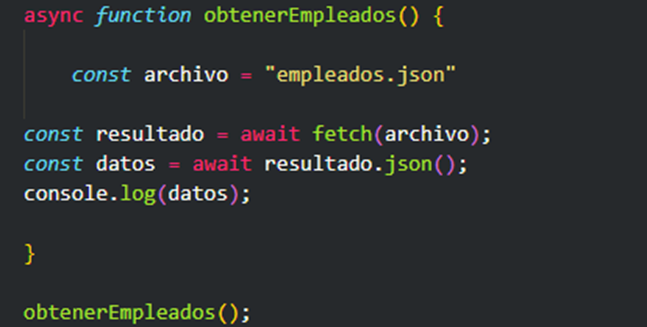 async function obtenerEmpleados() {
const archivo = "empleados.json"
const resultado = await fetch(archivo);
const datos = await resultado.json();
console.log(datos);
}
obtenerEmpleados();